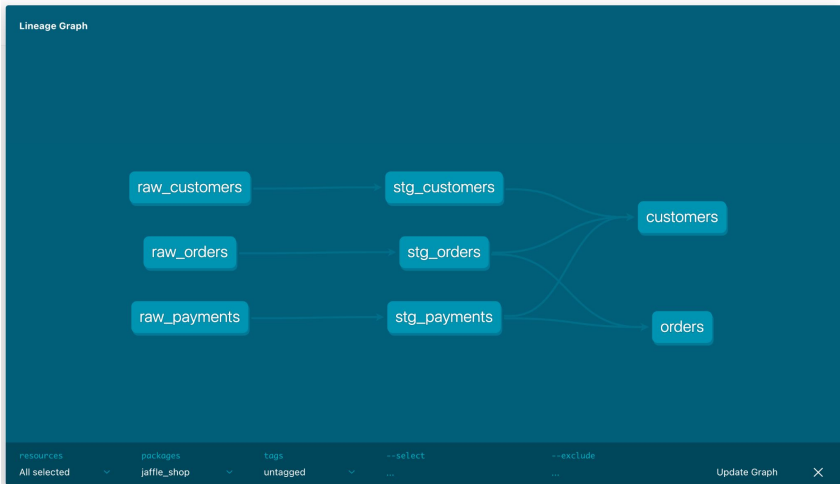 Lineage Graph
raw_customers
stg_customers
customers
raw_orders
stg_orders
raw_payments
stg_payments
orders
resources
packages
tags
--select
--exclude
All selected
jaffle_shop
untagged
...
...
Update Graph